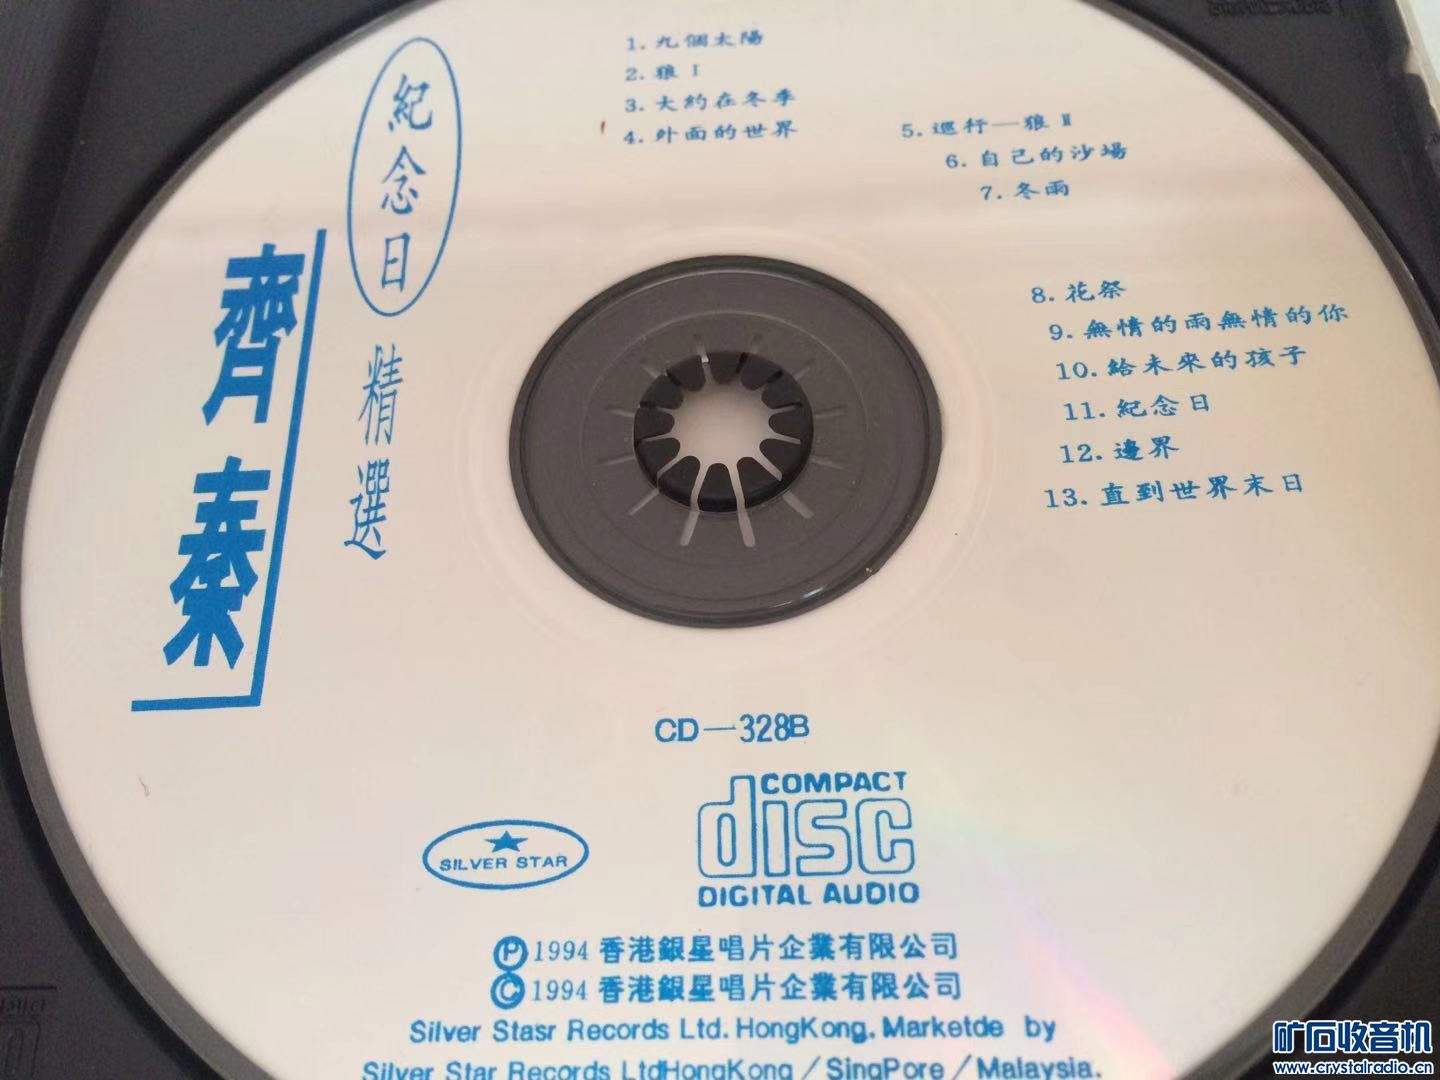 紀念日
齊秦
精選
1. 九個太陽
2. 狼 I
3. 大約在冬季
4. 外面的世界
5. 巡行一狼 II
6. 自己的沙場
7. 冬雨
8. 花祭
9. 無情的雨無情的你
10. 給未來的孩子
11. 紀念日
12. 邊界
13. 直到世界末日
CD—328B
SILVER STAR
COMPACT
disc
DIGITAL AUDIO
Ⓟ1994 香港銀星唱片企業有限公司
Ⓒ1994 香港銀星唱片企業有限公司
Silver Stasr Records Ltd. HongKong. Marketde by
Silver Star Records LtdHongKong / SingPore / Malaysia.
矿石收音机
www.crystalradio.cn